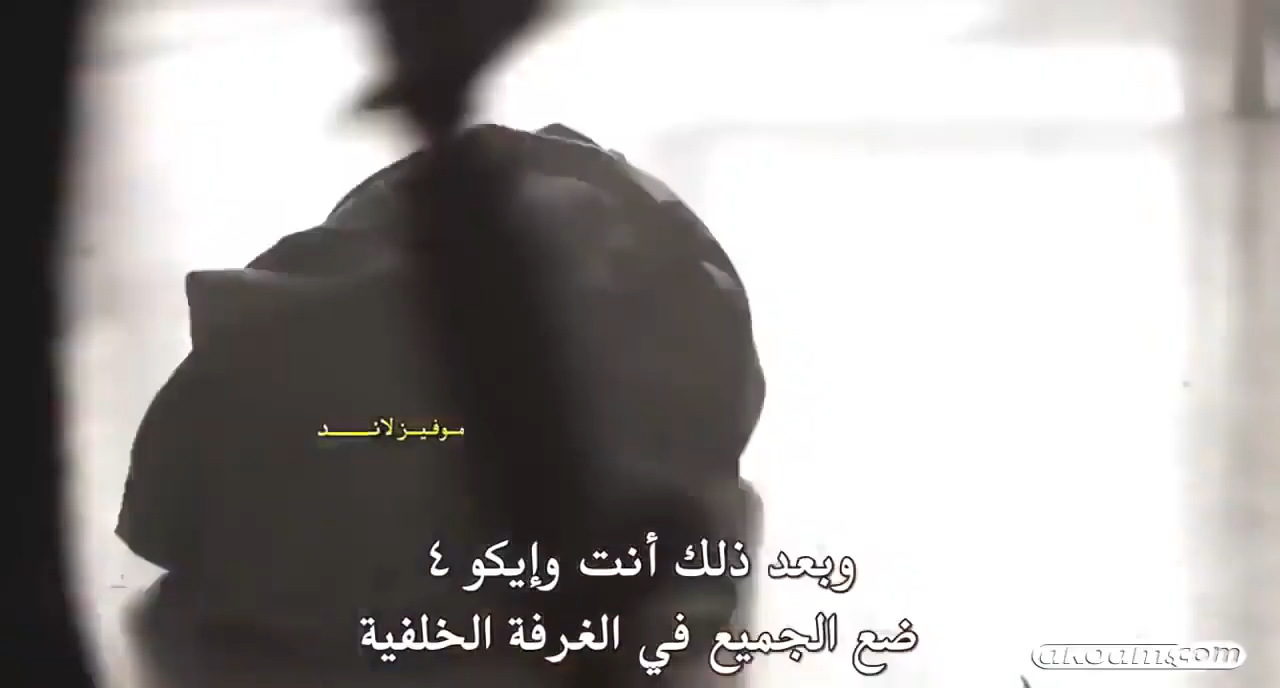 موفيزلاند
وبعد ذلك أنت وإيكو ٤
ضع الجميع في الغرفة الخلفية
akoam.com